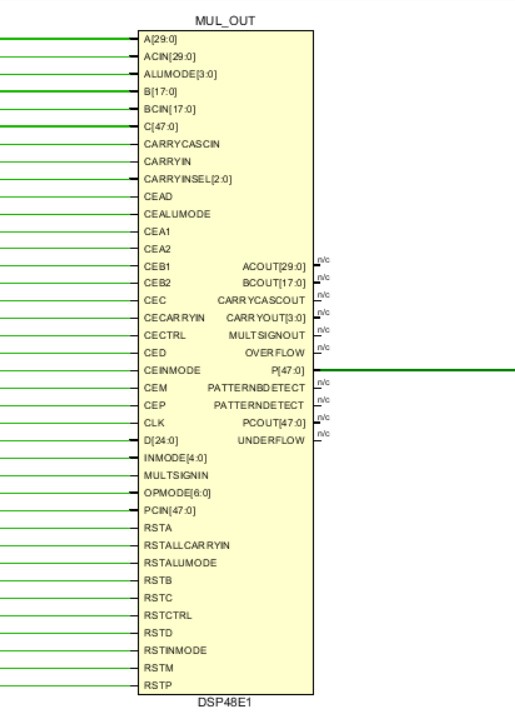 MUL_OUT
A[29:0]
ACIN[29:0]
ALUMODE[3:0]
B[17:0]
BCIN[17:0]
C[47:0]
CARRYCASCIN
CARRYIN
CARRYINSEL[2:0]
CEAD
CEALUMODE
CEA1
CEA2
CEB1 ACOUT[29:0] n/c
CEB2 BCOUT[17:0] n/c
CEC CARRYCASCOUT n/c
CECARRYIN CARRYOUT[3:0] n/c
CECTRL MULTSIGNOUT n/c
CED OVERFLOW n/c
CEINMODE P[47:0]
CEM PATTERNBDETECT n/c
CEP PATTERNDETECT n/c
CLK PCOUT[47:0] n/c
D[24:0] UNDERFLOW n/c
INMODE[4:0]
MULTSIGNIN
OPMODE[6:0]
PCIN[47:0]
RSTA
RSTALLCARRYIN
RSTALUMODE
RSTB
RSTC
RSTCTRL
RSTD
RSTINMODE
RSTM
RSTP
DSP48E1